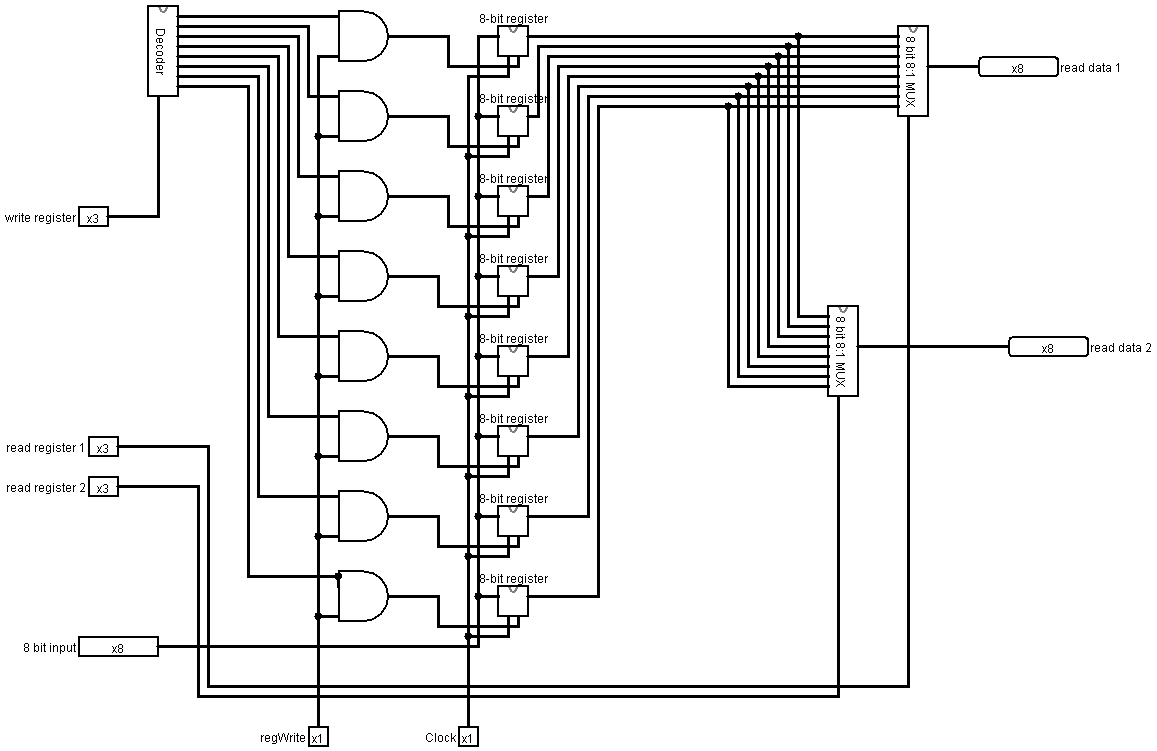 8-bit register
Decoder
8 bit 8:1 MUX
x8 read data 1
8-bit register
8-bit register
write register x3
8-bit register
8-bit register
8 bit 8:1 MUX
x8 read data 2
8-bit register
read register 1 x3
read register 2 x3
8-bit register
8-bit register
8 bit input x8
regWrite x1
Clock x1